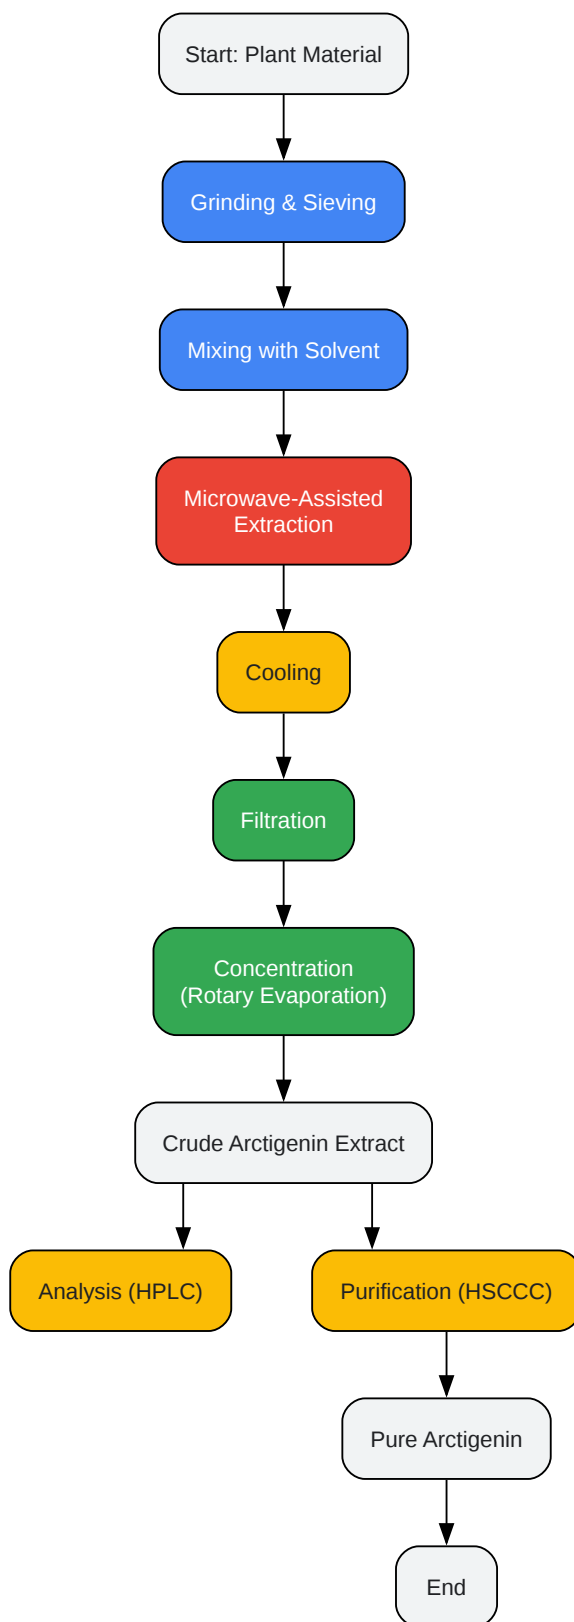 Start: Plant Material
Grinding & Sieving
Mixing with Solvent
Microwave-Assisted
Extraction
Cooling
Filtration
Concentration
(Rotary Evaporation)
Crude Arctigenin Extract
Analysis (HPLC)
Purification (HSCCC)
Pure Arctigenin
End